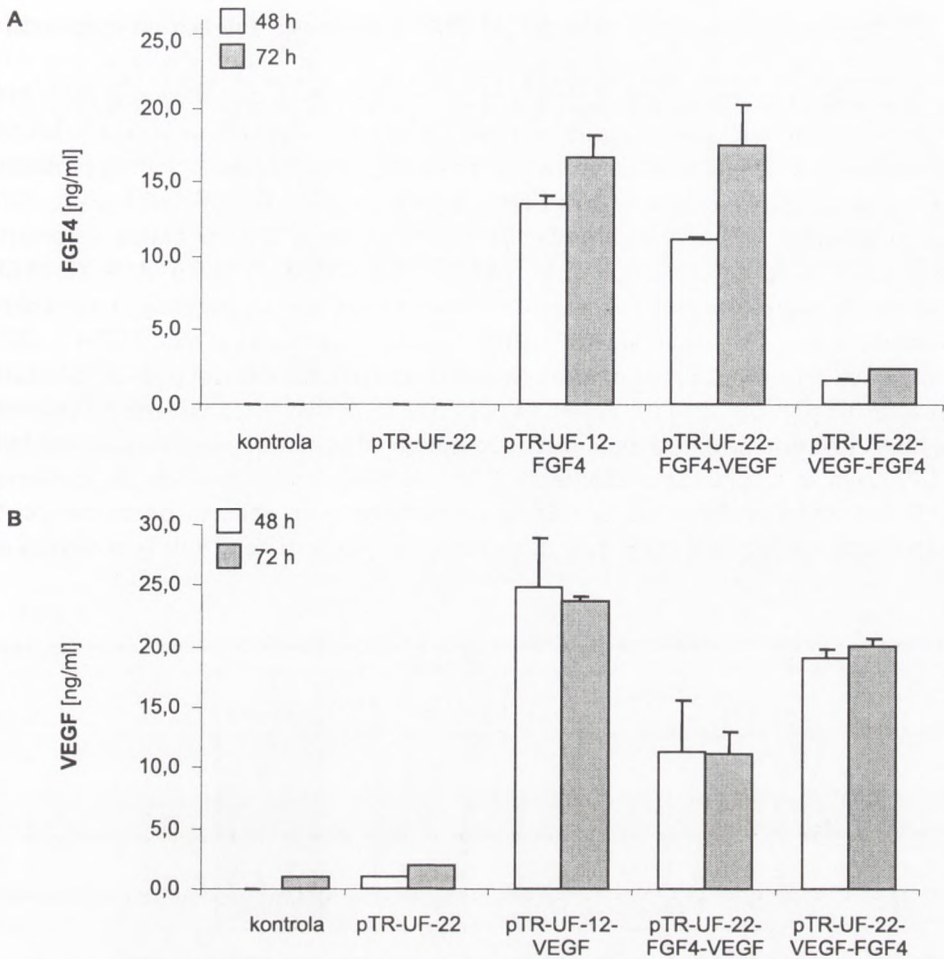 A
48 h
72 h
25,0
20,0
15,0
10,0
5,0
0,0
FGF4 [ng/ml]
kontrola
pTR-UF-22
pTR-UF-12-
FGF4
pTR-UF-22-
FGF4-VEGF
pTR-UF-22-
VEGF-FGF4
B
48 h
72 h
30,0
25,0
20,0
15,0
10,0
5,0
0,0
VEGF [ng/ml]
kontrola
pTR-UF-22
pTR-UF-12-
VEGF
pTR-UF-22-
FGF4-VEGF
pTR-UF-22-
VEGF-FGF4